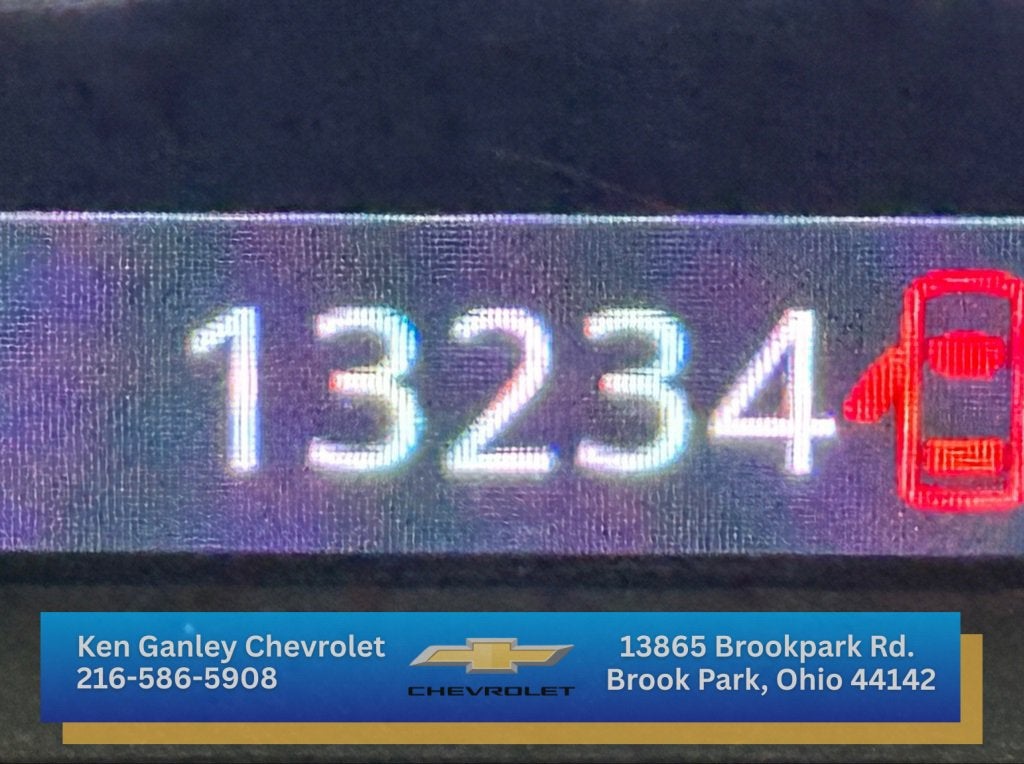 13234
Ken Ganley Chevrolet
216-586-5908
CHEVROLET
13865 Brookpark Rd.
Brook Park, Ohio 44142